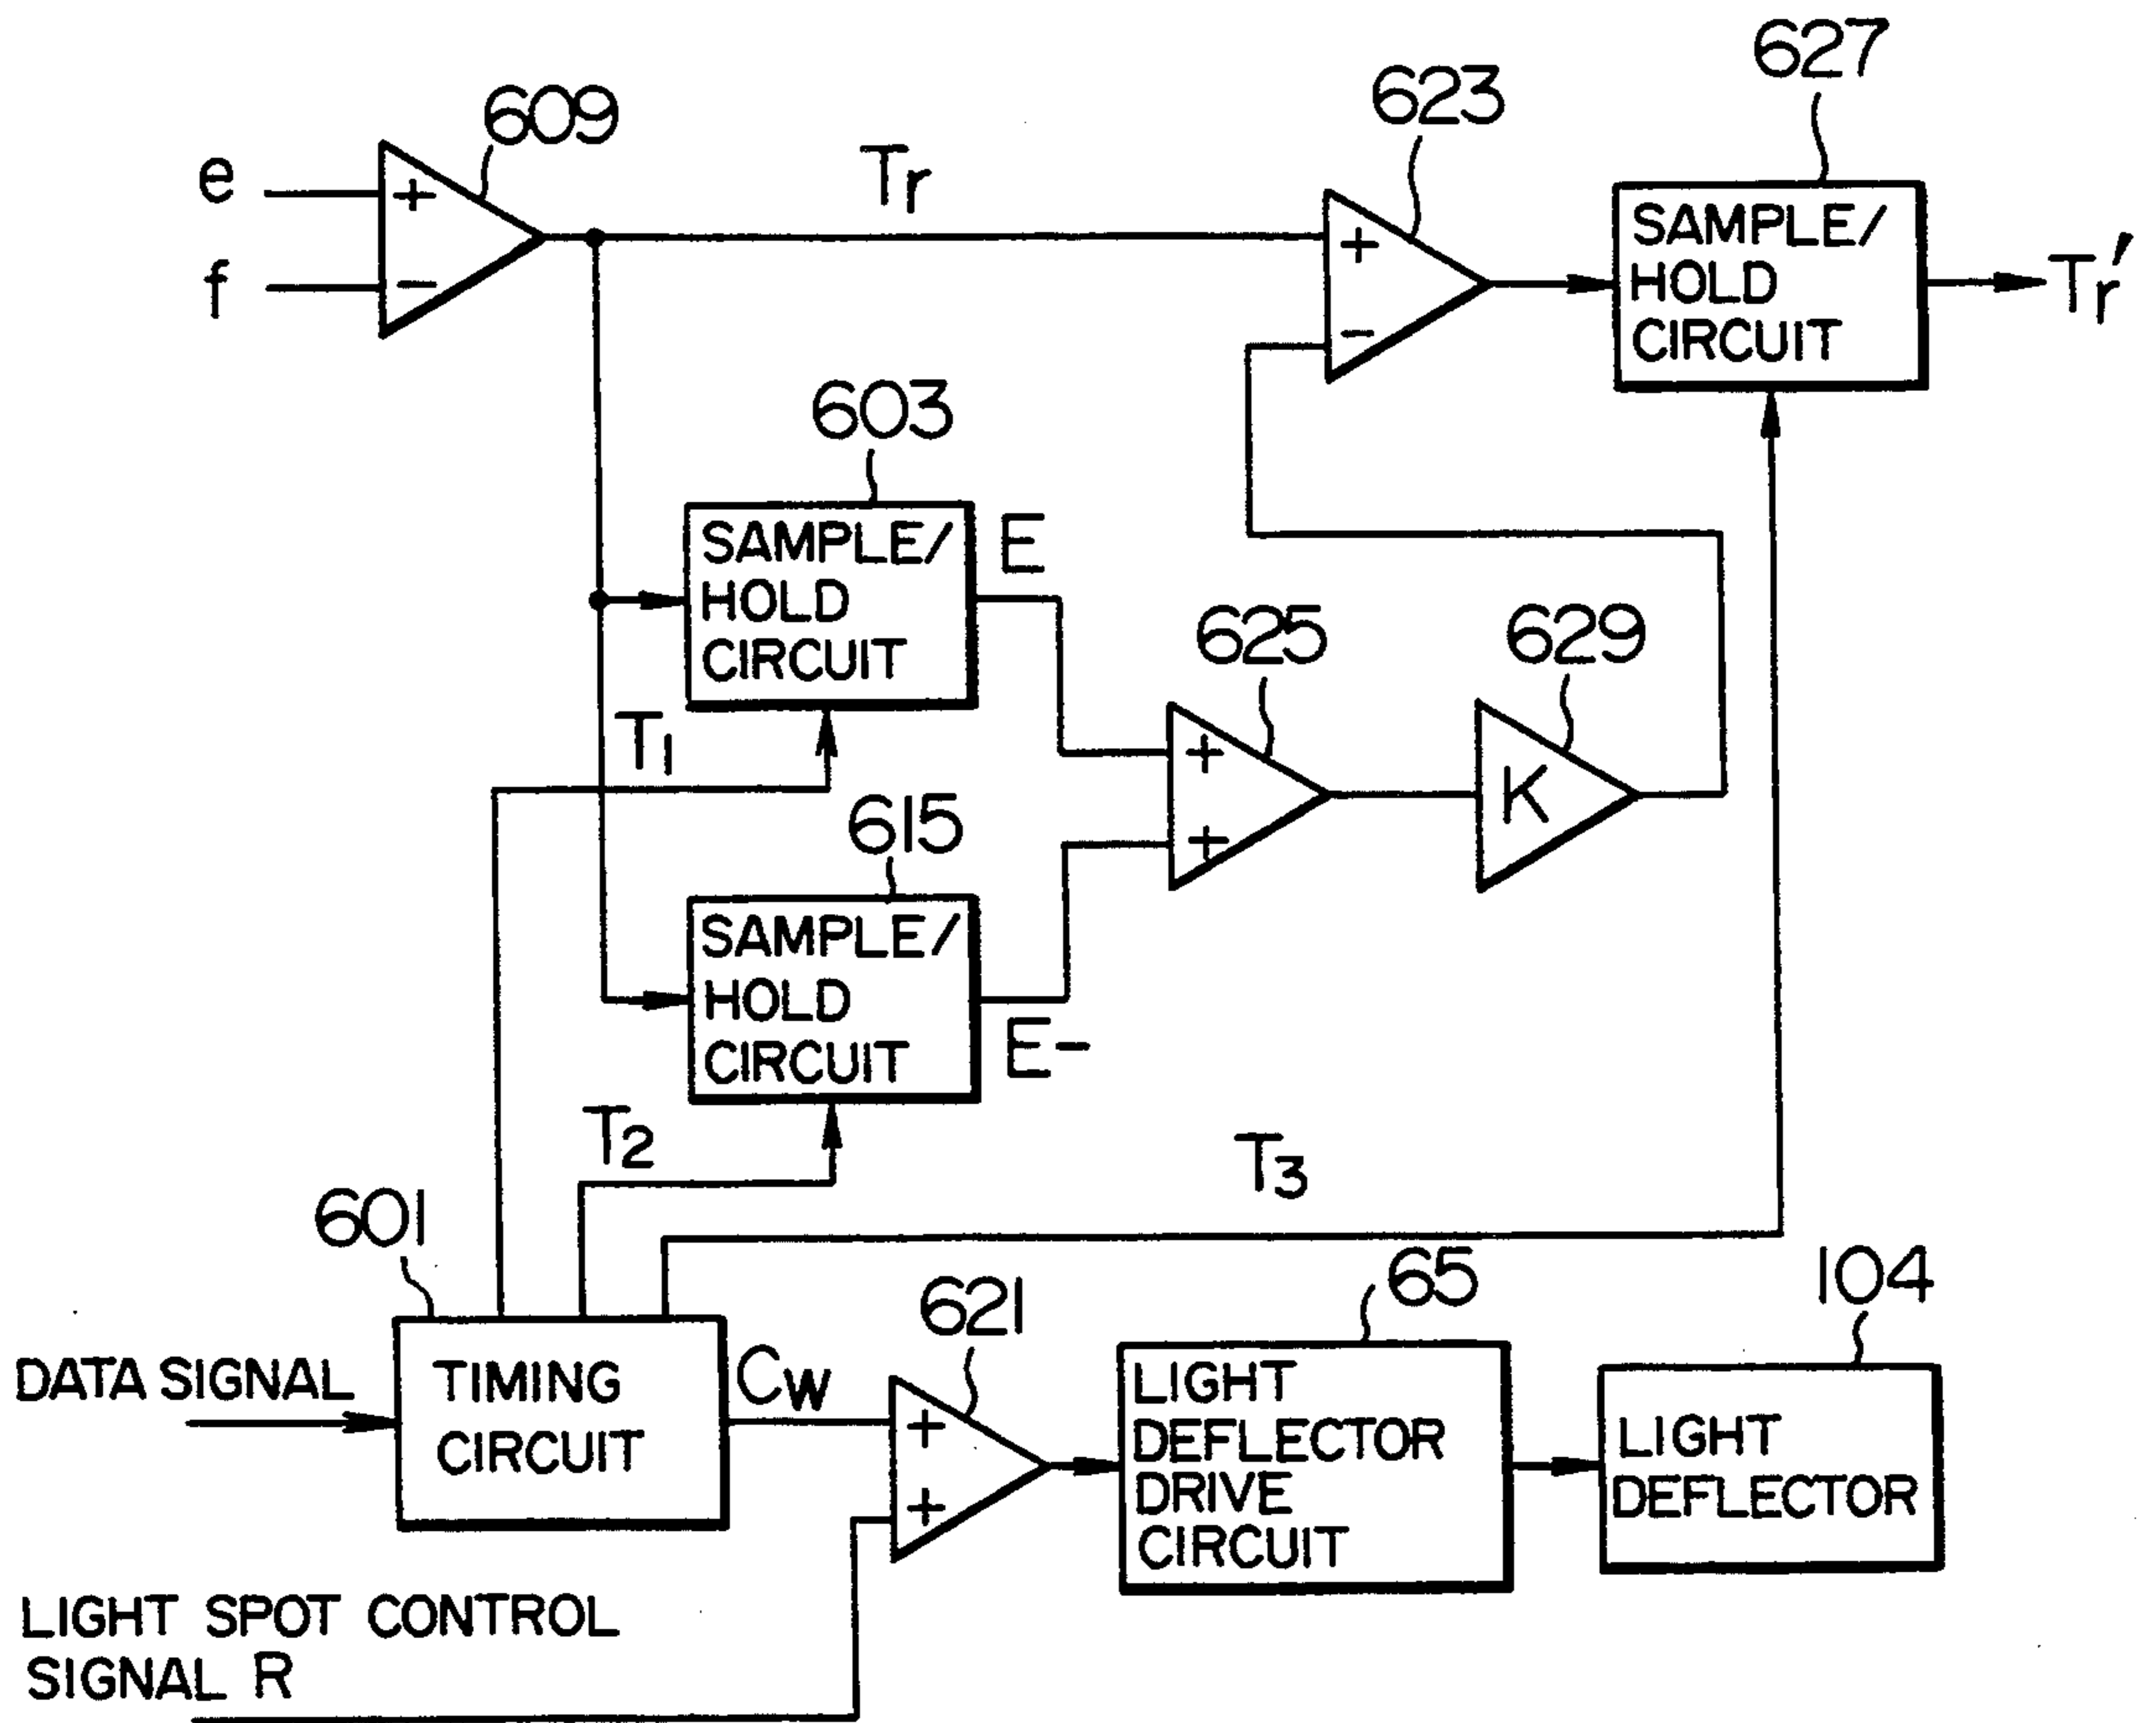 627
623
609
e
+
f
−
Tr
+
−
SAMPLE/
HOLD
CIRCUIT
Tr′
603
SAMPLE/
HOLD
CIRCUIT
E
625
629
T1
+
+
K
615
SAMPLE/
HOLD
CIRCUIT
E-
T2
T3
601
621
65
104
DATA SIGNAL
TIMING
CIRCUIT
Cw
+
+
LIGHT
DEFLECTOR
DRIVE
CIRCUIT
LIGHT
DEFLECTOR
LIGHT SPOT CONTROL
SIGNAL R